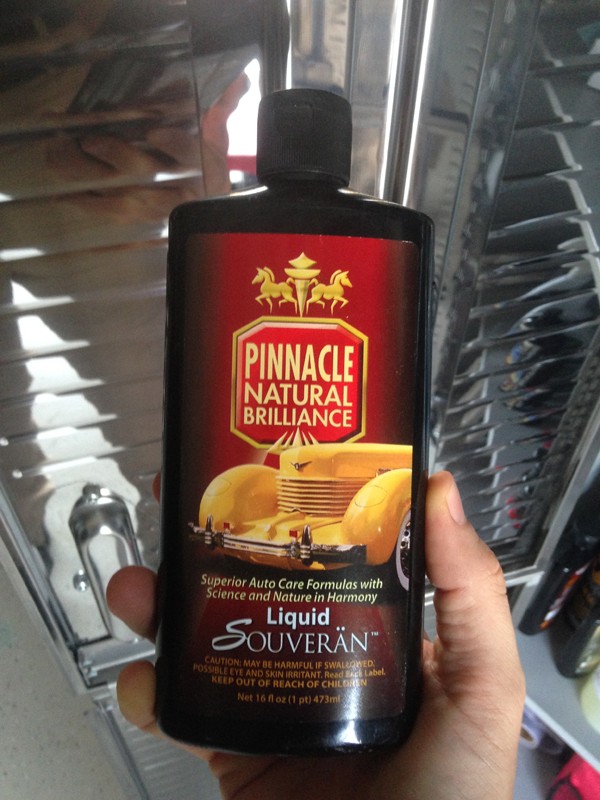 PINNACLE
NATURAL
BRILLIANCE
Superior Auto Care Formulas with
Science and Nature in Harmony
Liquid
SOUVERÄN™
CAUTION: MAY BE HARMFUL IF SWALLOWED.
POSSIBLE EYE AND SKIN IRRITANT. Read Back Label.
KEEP OUT OF REACH OF CHILDREN
Net 16 fl oz (1 pt) 473ml